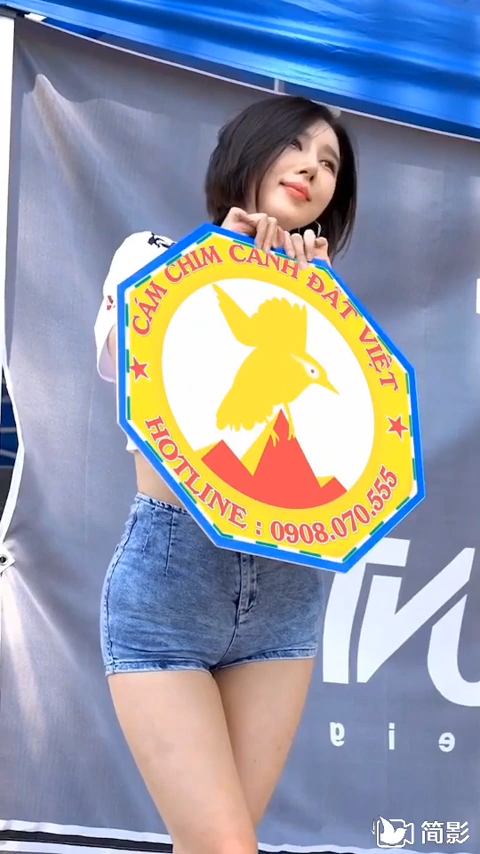 CÁM CHIM CẢNH ĐẤT VIỆT
HOTLINE : 0908.070.555
简影